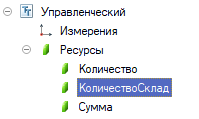 Управленческий
Измерения
Ресурсы
Количество
КоличествоСклад
Сумма